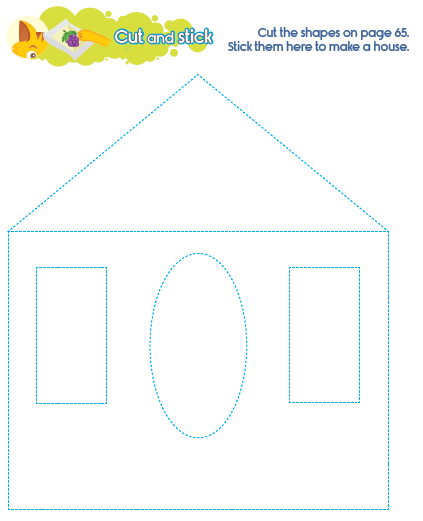 Cut and stick
Cut the shapes on page 65.
Stick them here to make a house.